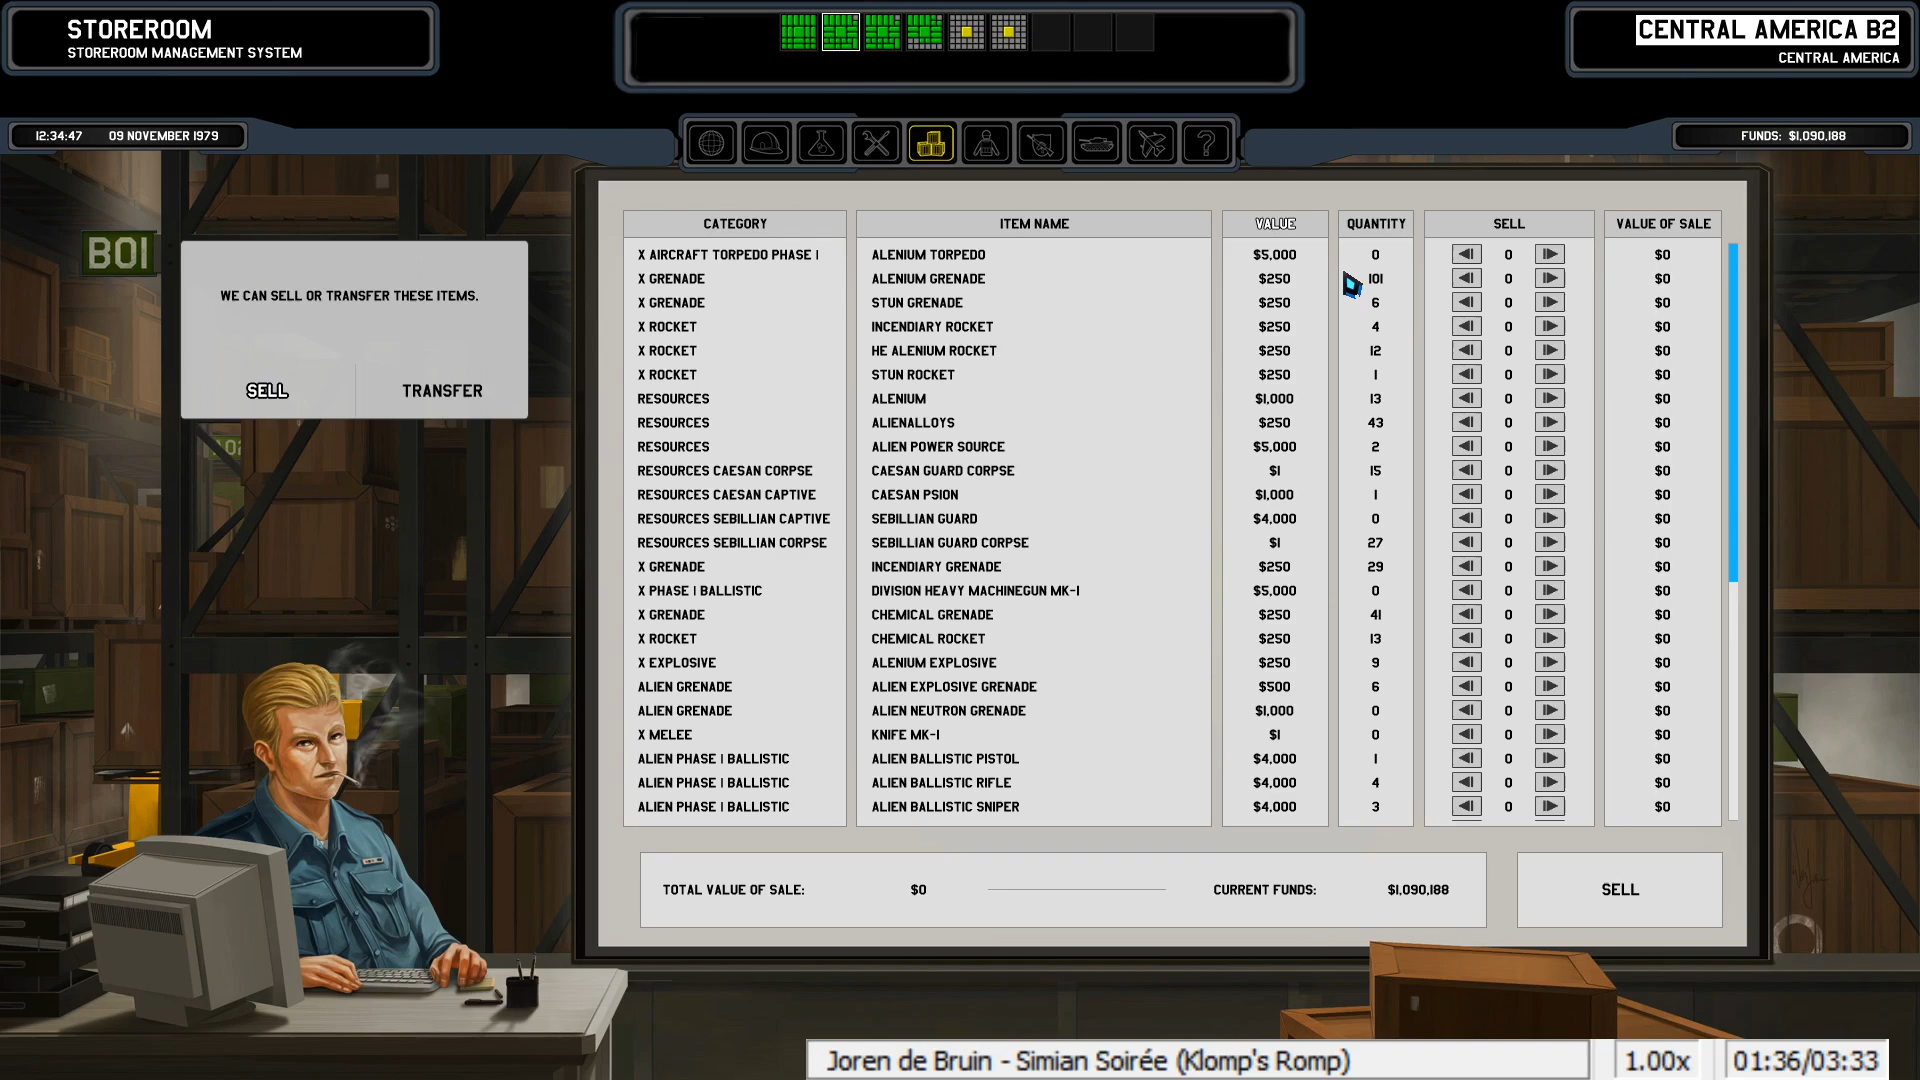 STOREROOM
STOREROOM MANAGEMENT SYSTEM
CENTRAL AMERICA B2
CENTRAL AMERICA
12:34:47 09 NOVEMBER 1979
FUNDS: $1,090,188
B01
WE CAN SELL OR TRANSFER THESE ITEMS.
SELL TRANSFER
CATEGORY ITEM NAME VALUE QUANTITY SELL VALUE OF SALE
X AIRCRAFT TORPEDO PHASE 1 ALENIUM TORPEDO $5,000 0 0 $0
X GRENADE ALENIUM GRENADE $250 101 0 $0
X GRENADE STUN GRENADE $250 6 0 $0
X ROCKET INCENDIARY ROCKET $250 4 0 $0
X ROCKET HE ALENIUM ROCKET $250 12 0 $0
X ROCKET STUN ROCKET $250 1 0 $0
RESOURCES ALENIUM $1,000 13 0 $0
RESOURCES ALIENALLOYS $250 43 0 $0
RESOURCES ALIEN POWER SOURCE $5,000 2 0 $0
RESOURCES CAESAN CORPSE CAESAN GUARD CORPSE $1 15 0 $0
RESOURCES CAESAN CAPTIVE CAESAN PSION $1,000 1 0 $0
RESOURCES SEBILLIAN CAPTIVE SEBILLIAN GUARD $4,000 0 0 $0
RESOURCES SEBILLIAN CORPSE SEBILLIAN GUARD CORPSE $1 27 0 $0
X GRENADE INCENDIARY GRENADE $250 29 0 $0
X PHASE 1 BALLISTIC DIVISION HEAVY MACHINEGUN MK-1 $5,000 0 0 $0
X GRENADE CHEMICAL GRENADE $250 41 0 $0
X ROCKET CHEMICAL ROCKET $250 13 0 $0
X EXPLOSIVE ALENIUM EXPLOSIVE $250 9 0 $0
ALIEN GRENADE ALIEN EXPLOSIVE GRENADE $500 6 0 $0
ALIEN GRENADE ALIEN NEUTRON GRENADE $1,000 0 0 $0
X MELEE KNIFE MK-1 $1 0 0 $0
ALIEN PHASE 1 BALLISTIC ALIEN BALLISTIC PISTOL $4,000 1 0 $0
ALIEN PHASE 1 BALLISTIC ALIEN BALLISTIC RIFLE $4,000 4 0 $0
ALIEN PHASE 1 BALLISTIC ALIEN BALLISTIC SNIPER $4,000 3 0 $0
TOTAL VALUE OF SALE: $0 CURRENT FUNDS: $1,090,188 SELL
Joren de Bruin - Simian Soirée (Klomp's Romp) 1.00x 01:36/03:33